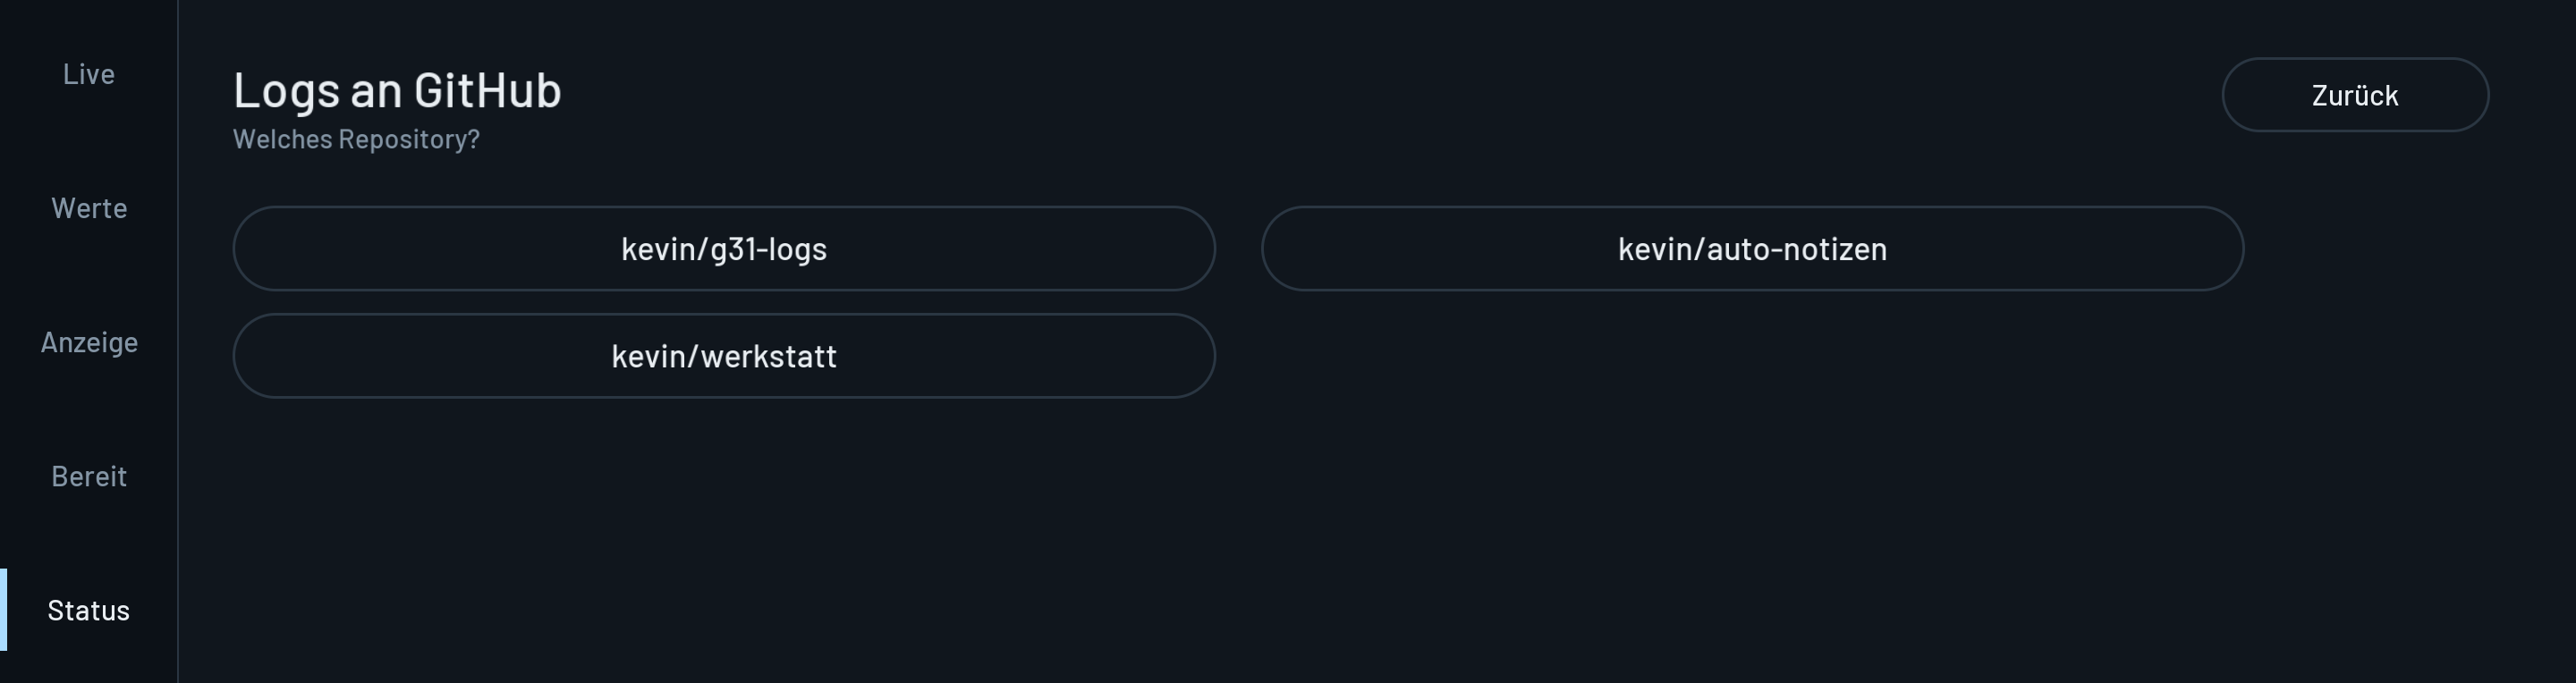 Live
Werte
Anzeige
Bereit
Status
Logs an GitHub
Welches Repository?
Zurück
kevin/g31-logs
kevin/auto-notizen
kevin/werkstatt